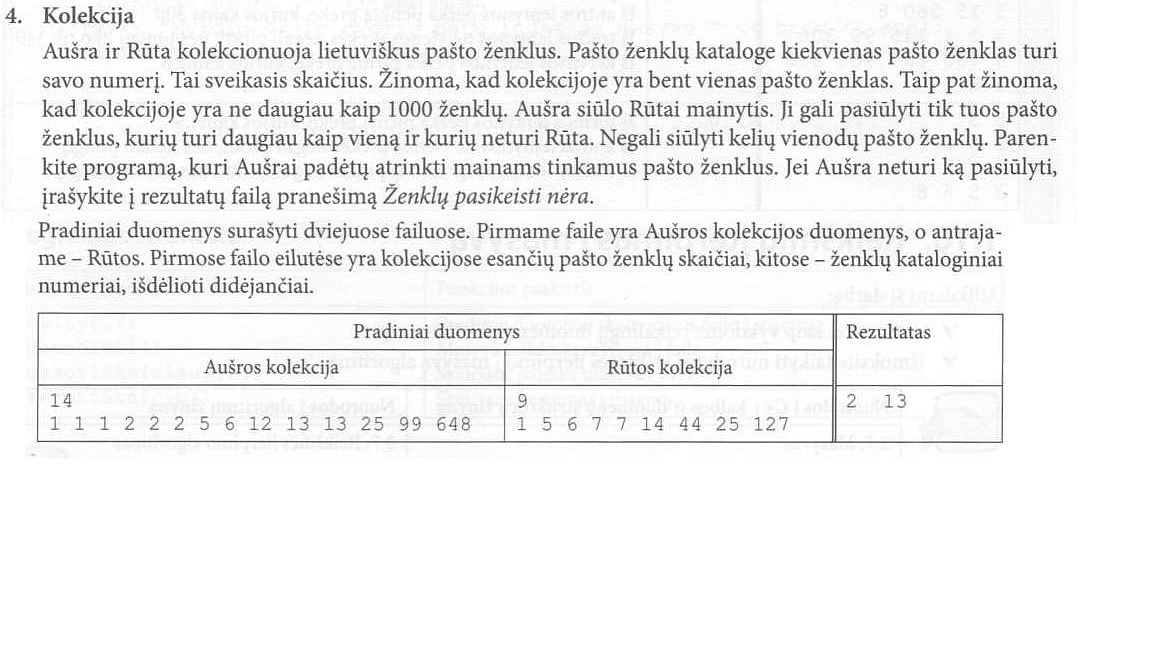 4. Kolekcija
Aušra ir Rūta kolekcionuoja lietuviškus pašto ženklus. Pašto ženklų kataloge kiekvienas pašto ženklas turi
savo numerį. Tai sveikasis skaičius. Žinoma, kad kolekcijoje yra bent vienas pašto ženklas. Taip pat žinoma,
kad kolekcijoje yra ne daugiau kaip 1000 ženklų. Aušra siūlo Rūtai mainytis. Ji gali pasiūlyti tik tuos pašto
ženklus, kurių turi daugiau kaip vieną ir kurių neturi Rūta. Negali siūlyti kelių vienodų pašto ženklų. Paren-
kite programą, kuri Aušrai padėtų atrinkti mainams tinkamus pašto ženklus. Jei Aušra neturi ką pasiūlyti,
įrašykite į rezultatų failą pranešimą Ženklų pasikeisti nėra.
Pradiniai duomenys surašyti dviejuose failuose. Pirmame faile yra Aušros kolekcijos duomenys, o antraja-
me – Rūtos. Pirmose failo eilutėse yra kolekcijose esančių pašto ženklų skaičiai, kitose – ženklų kataloginiai
numeriai, išdėlioti didėjančiai.
Pradiniai duomenys Rezultatas
Aušros kolekcija Rūtos kolekcija
14 9 2 13
1 1 1 2 2 2 5 6 12 13 13 25 99 648 1 5 6 7 7 14 44 25 127